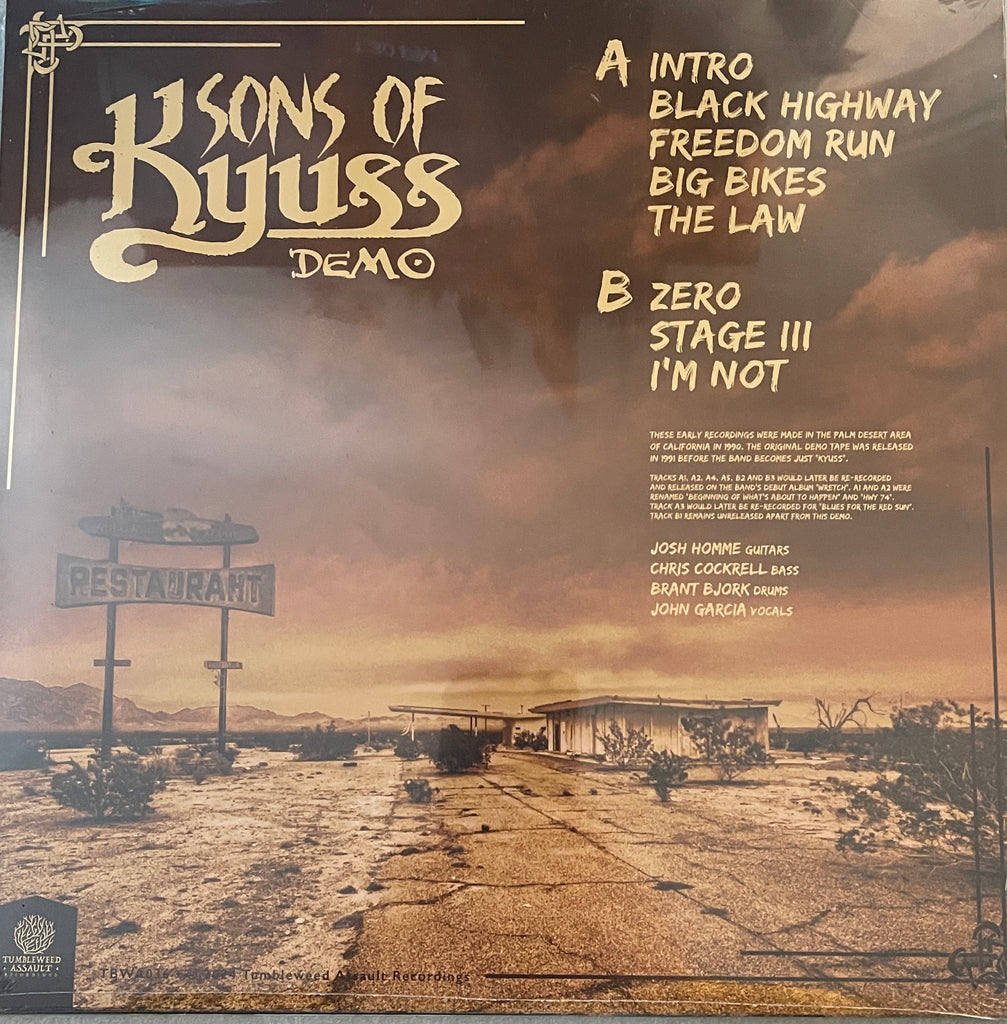 SONS OF
Kyuss
DEMO
A INTRO
BLACK HIGHWAY
FREEDOM RUN
BIG BIKES
THE LAW
B ZERO
STAGE III
I'M NOT
THESE EARLY RECORDINGS WERE MADE IN THE PALM DESERT AREA
OF CALIFORNIA IN 1990. THE ORIGINAL DEMO TAPE WAS RELEASED
IN 1991 BEFORE THE BAND BECOMES JUST "KYUSS".
TRACKS A1, A2, A4, A5, B2 AND B3 WOULD LATER BE RE-RECORDED
AND RELEASED ON THE BAND'S DEBUT ALBUM "WRETCH". A1 AND A2 WERE
RENAMED 'BEGINNING OF WHAT'S ABOUT TO HAPPEN' AND 'HWY 74'.
TRACK A3 WOULD LATER BE RE-RECORDED FOR "BLUES FOR THE RED SUN".
TRACK B1 REMAINS UNRELEASED APART FROM THIS DEMO.
JOSH HOMME GUITARS
CHRIS COCKRELL BASS
BRANT BJORK DRUMS
JOHN GARCIA VOCALS
RESTAURANT
TUMBLEWEED
ASSAULT
RECORDINGS
Tumbleweed Assault Recordings